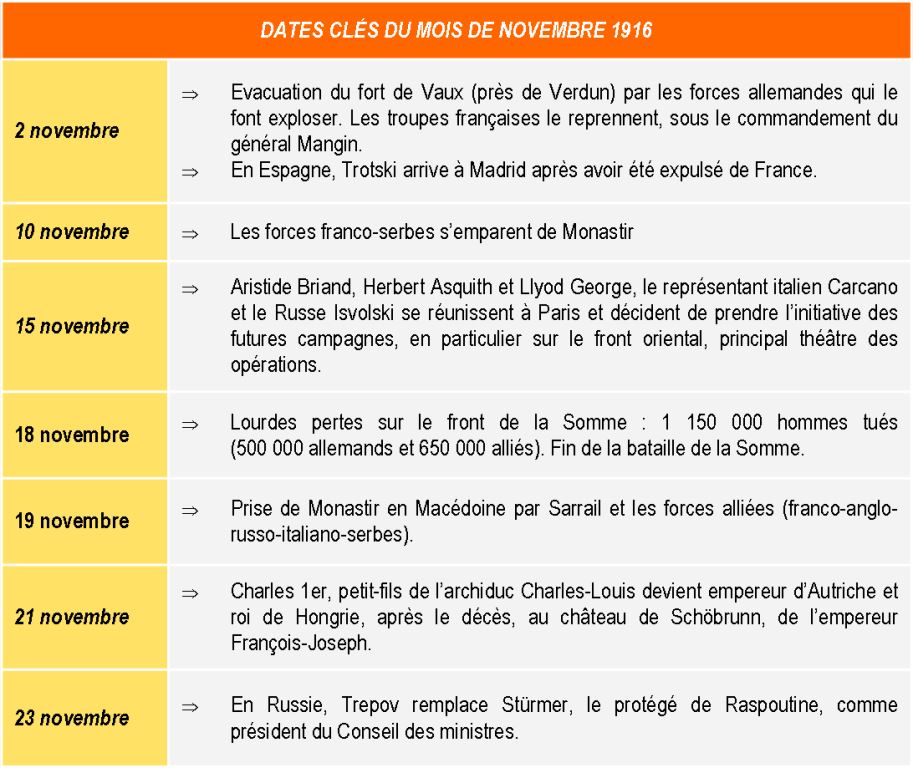 DATES CLÉS DU MOIS DE NOVEMBRE 1916
2 novembre
⇒ Evacuation du fort de Vaux (près de Verdun) par les forces allemandes qui le
font exploser. Les troupes françaises le reprennent, sous le commandement du
général Mangin.
⇒ En Espagne, Trotski arrive à Madrid après avoir été expulsé de France.
10 novembre
⇒ Les forces franco-serbes s’emparent de Monastir
15 novembre
⇒ Aristide Briand, Herbert Asquith et Llyod George, le représentant italien Carcano
et le Russe Isvolski se réunissent à Paris et décident de prendre l’initiative des
futures campagnes, en particulier sur le front oriental, principal théâtre des
opérations.
18 novembre
⇒ Lourdes pertes sur le front de la Somme : 1 150 000 hommes tués
(500 000 allemands et 650 000 alliés). Fin de la bataille de la Somme.
19 novembre
⇒ Prise de Monastir en Macédoine par Sarrail et les forces alliées (franco-anglo-
russo-italiano-serbes).
21 novembre
⇒ Charles 1er, petit-fils de l’archiduc Charles-Louis devient empereur d’Autriche et
roi de Hongrie, après le décès, au château de Schöbrunn, de l’empereur
François-Joseph.
23 novembre
⇒ En Russie, Trepov remplace Stürmer, le protégé de Raspoutine, comme
président du Conseil des ministres.